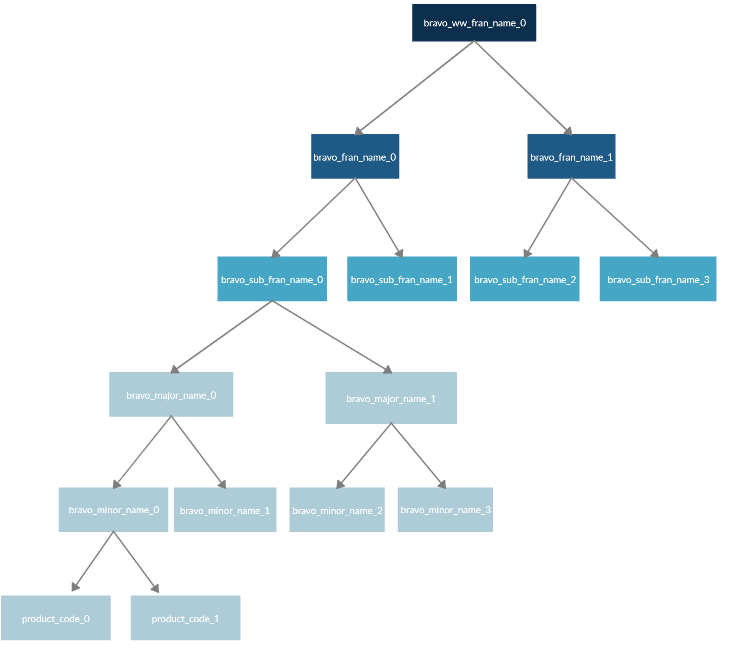 bravo_ww_fran_name_0
bravo_fran_name_0
bravo_fran_name_1
bravo_sub_fran_name_0
bravo_sub_fran_name_1
bravo_sub_fran_name_2
bravo_sub_fran_name_3
bravo_major_name_0
bravo_major_name_1
bravo_minor_name_0
bravo_minor_name_1
bravo_minor_name_2
bravo_minor_name_3
product_code_0
product_code_1